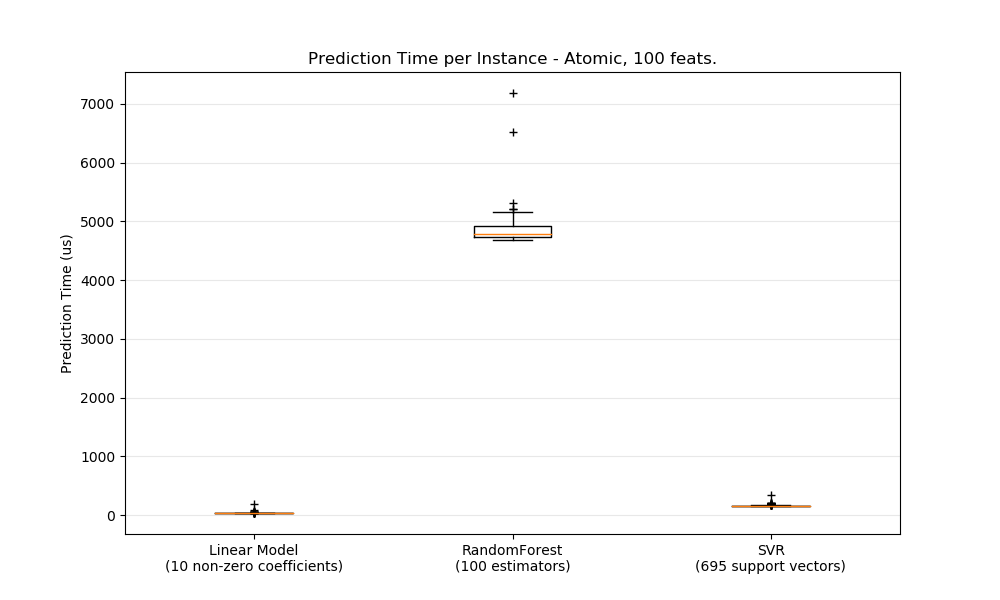 Prediction Time per Instance - Atomic, 100 feats.
7000
6000
5000
4000
3000
2000
1000
0
Prediction Time (us)
Linear Model
(10 non-zero coefficients)
RandomForest
(100 estimators)
SVR
(695 support vectors)